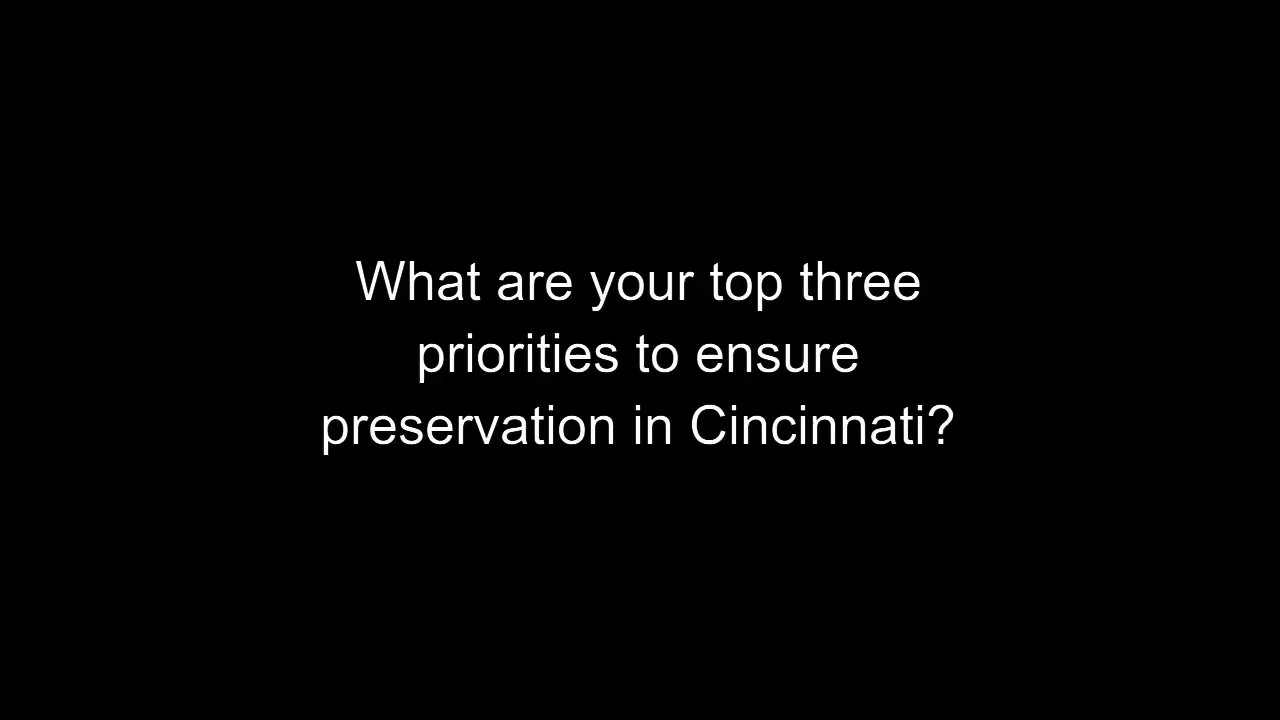 What are your top three
priorities to ensure
preservation in Cincinnati?